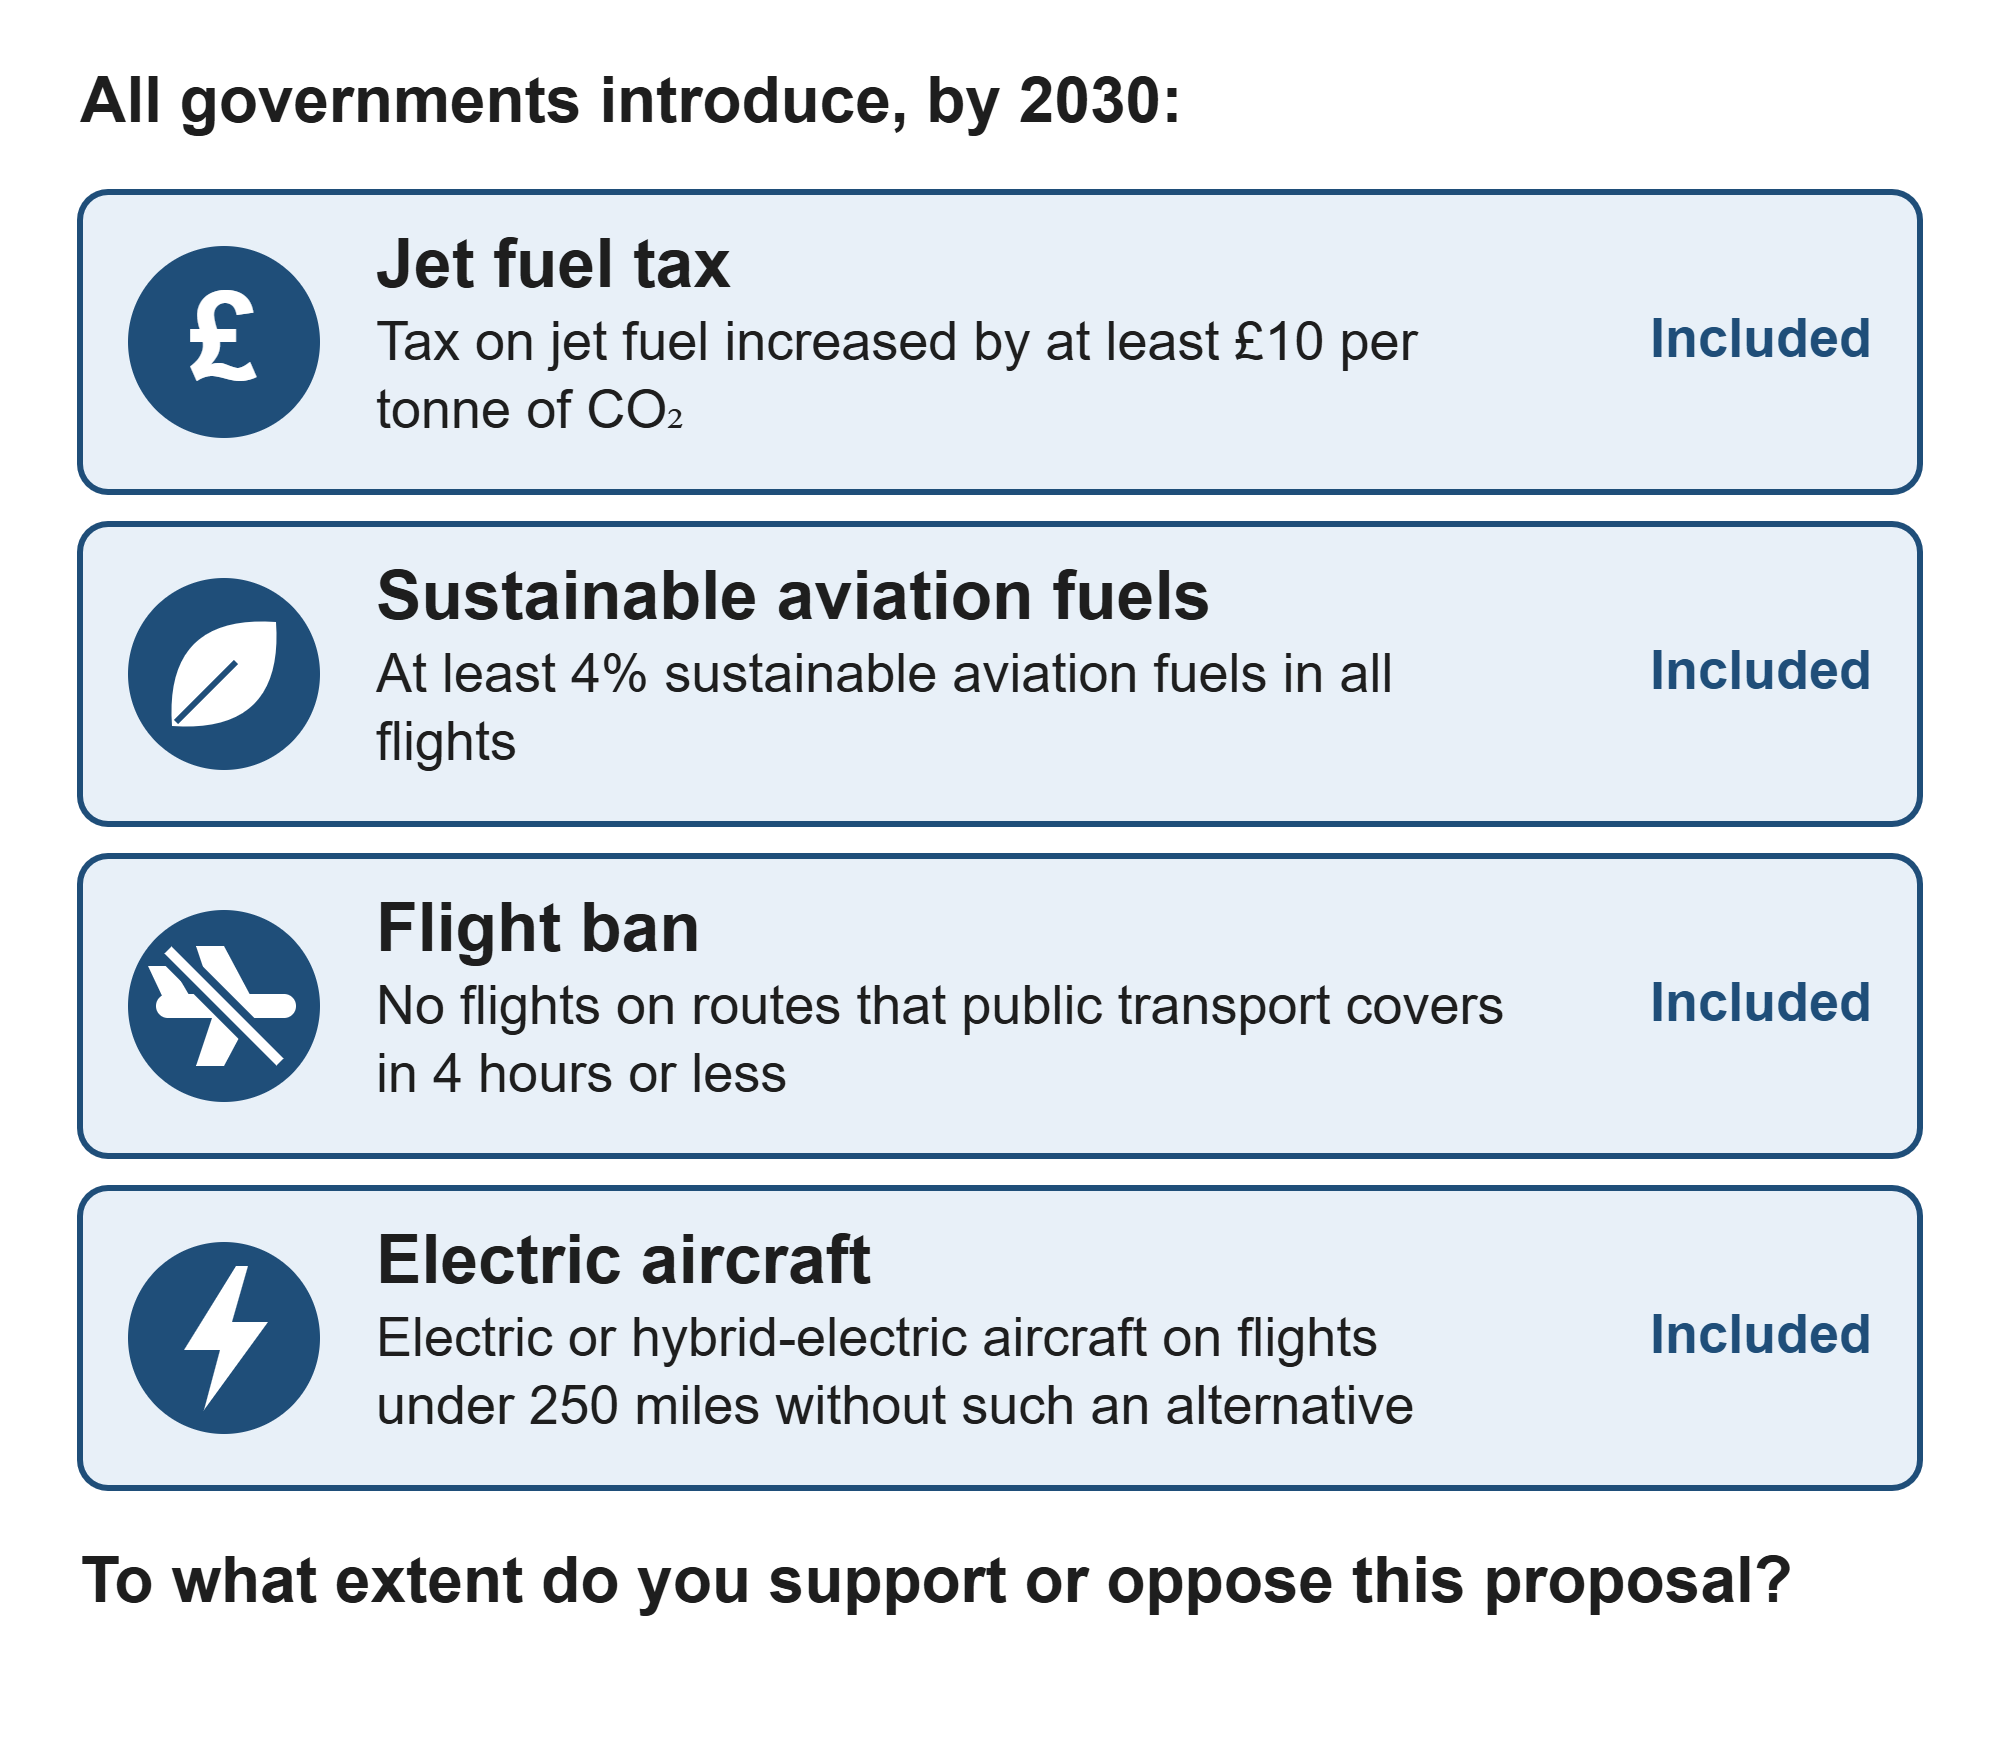 All governments introduce, by 2030:
£
Jet fuel tax
Tax on jet fuel increased by at least £10 per
tonne of CO₂
Included
Sustainable aviation fuels
At least 4% sustainable aviation fuels in all
flights
Included
Flight ban
No flights on routes that public transport covers
in 4 hours or less
Included
Electric aircraft
Electric or hybrid-electric aircraft on flights
under 250 miles without such an alternative
Included
To what extent do you support or oppose this proposal?